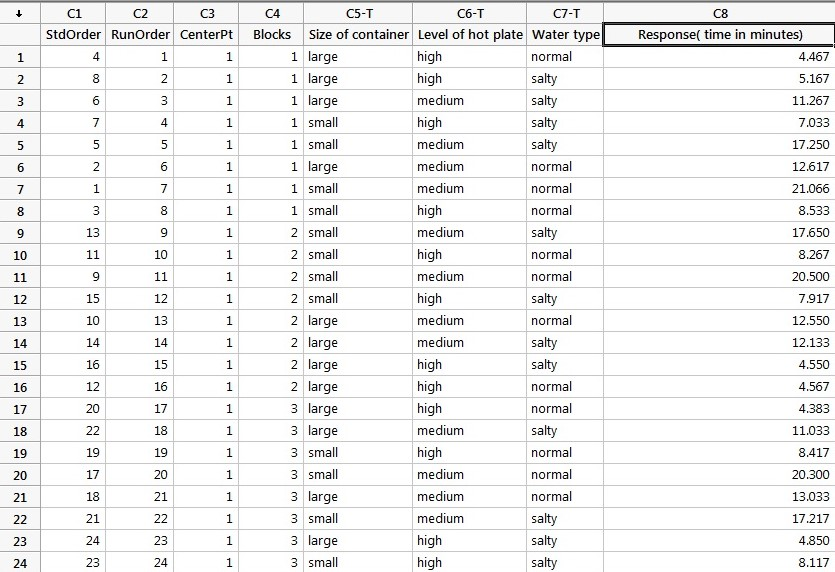 ↓ C1 C2 C3 C4 C5-T C6-T C7-T C8
StdOrder RunOrder CenterPt Blocks Size of container Level of hot plate Water type Response( time in minutes)
1 4 1 1 1 large high normal 4.467
2 8 2 1 1 large high salty 5.167
3 6 3 1 1 large medium salty 11.267
4 7 4 1 1 small high salty 7.033
5 5 5 1 1 small medium salty 17.250
6 2 6 1 1 large medium normal 12.617
7 1 7 1 1 small medium normal 21.066
8 3 8 1 1 small high normal 8.533
9 13 9 1 2 small medium salty 17.650
10 11 10 1 2 small high normal 8.267
11 9 11 1 2 small medium normal 20.500
12 15 12 1 2 small high salty 7.917
13 10 13 1 2 large medium normal 12.550
14 14 14 1 2 large medium salty 12.133
15 16 15 1 2 large high salty 4.550
16 12 16 1 2 large high normal 4.567
17 20 17 1 3 large high normal 4.383
18 22 18 1 3 large medium salty 11.033
19 19 19 1 3 small high normal 8.417
20 17 20 1 3 small medium normal 20.300
21 18 21 1 3 large medium normal 13.033
22 21 22 1 3 small medium salty 17.217
23 24 23 1 3 large high salty 4.850
24 23 24 1 3 small high salty 8.117